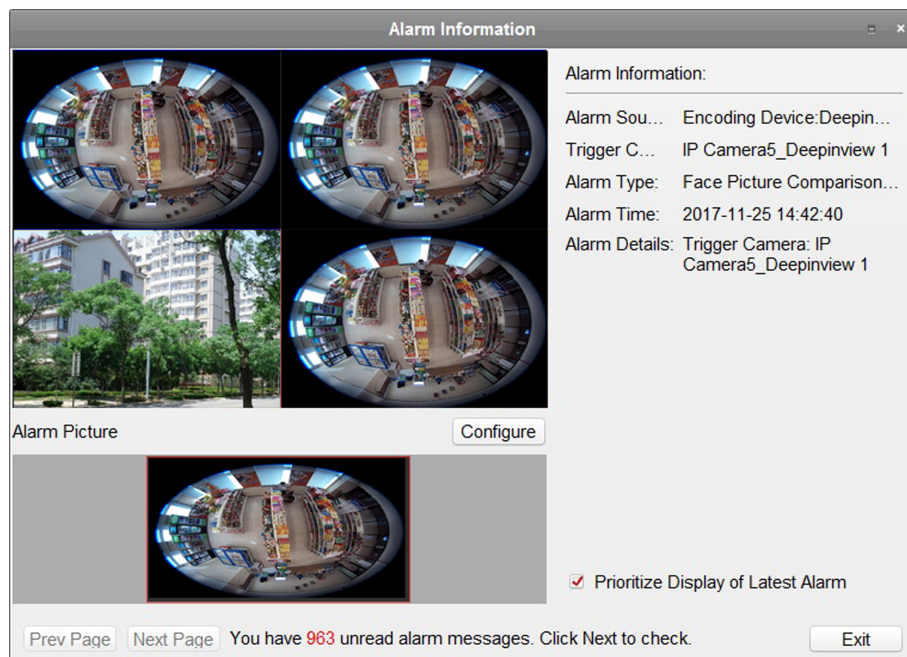 Alarm Information
Alarm Information:
Alarm Sou... Encoding Device:Deepin...
Trigger C... IP Camera5_Deepinview 1
Alarm Type: Face Picture Comparison...
Alarm Time: 2017-11-25 14:42:40
Alarm Details: Trigger Camera: IP
Camera5_Deepinview 1
Alarm Picture
Configure
Prioritize Display of Latest Alarm
Prev Page Next Page You have 963 unread alarm messages. Click Next to check. Exit